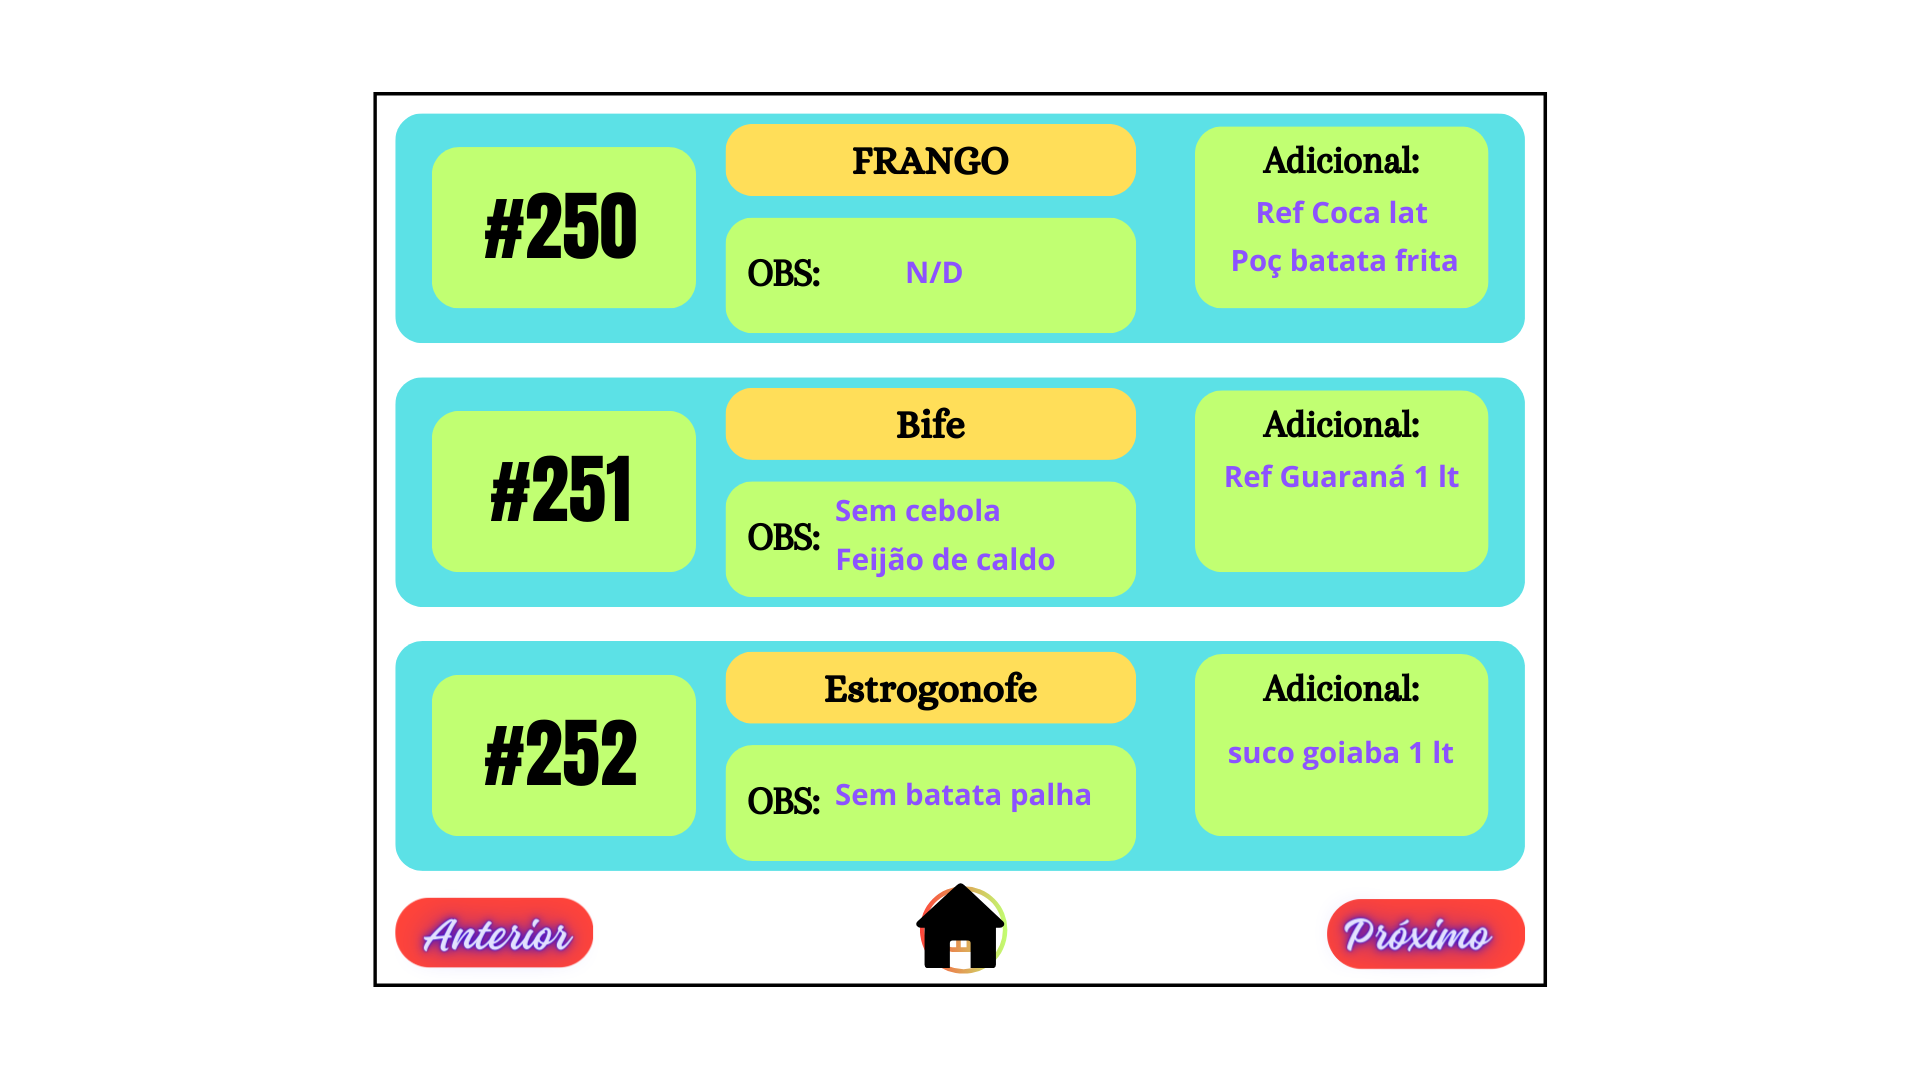 #250
FRANGO
OBS: N/D
Adicional:
Ref Coca lat
Poç batata frita
#251
Bife
OBS: Sem cebola
Feijão de caldo
Adicional:
Ref Guaraná 1 lt
#252
Estrogonofe
OBS: Sem batata palha
Adicional:
suco goiaba 1 lt
Anterior
Próximo